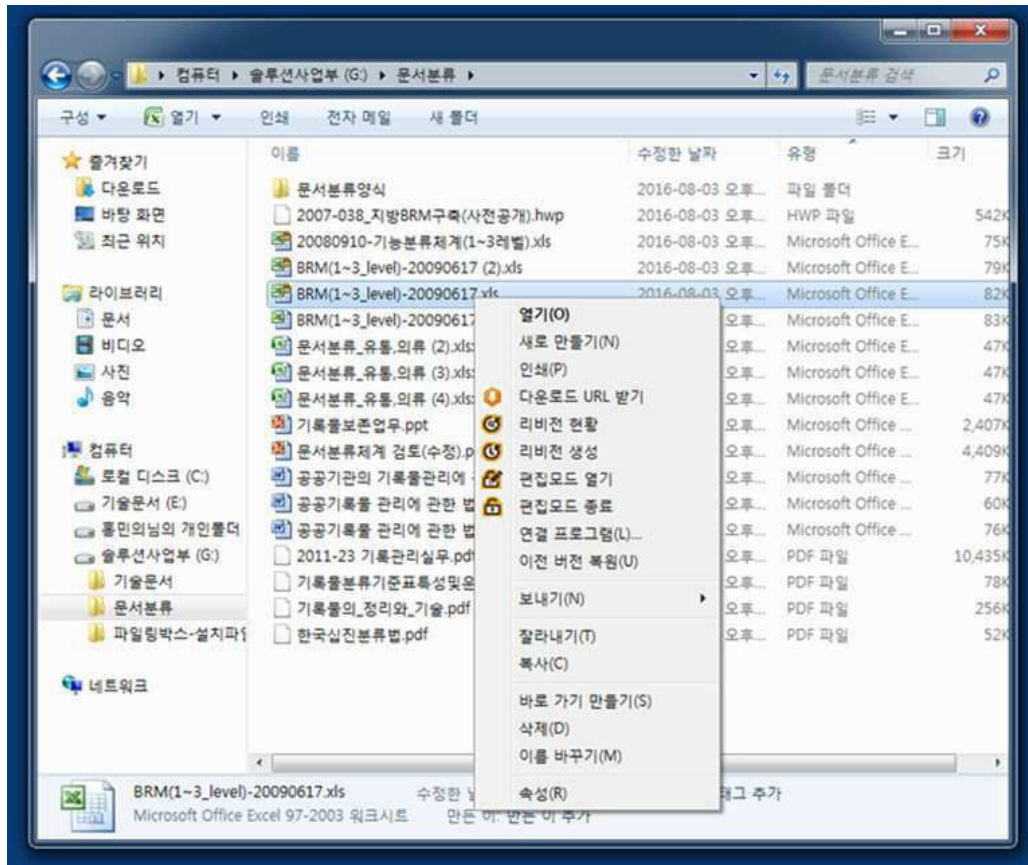 컴퓨터 ▸ 솔루션사업부 (G:) ▸ 문서분류 ▸
문서분류 검색
구성 열기 인쇄 전자 메일 새 폴더
이름 수정한 날짜 유형 크기
즐겨찾기
다운로드
바탕 화면
최근 위치
라이브러리
문서
비디오
사진
음악
컴퓨터
로컬 디스크 (C:)
기술문서 (E:)
홍민의님의 개인폴더
솔루션사업부 (G:)
기술문서
문서분류
파일링박스-설치파일
네트워크
문서분류양식 2016-08-03 오후... 파일 폴더
2007-038_지방BRM구축(사전공개).hwp 2016-08-03 오후... HWP 파일 542K
20080910-기능분류체계(1~3레벨).xls 2016-08-03 오후... Microsoft Office E... 75K
BRM(1~3_level)-20090617 (2).xls 2016-08-03 오후... Microsoft Office E... 79K
BRM(1~3_level)-20090617.xls 2016-08-03 오후... Microsoft Office E... 82K
BRM(1~3_level)-20090617 오후... Microsoft Office E... 83K
문서분류_유통,의류 (2).xls 오후... Microsoft Office E... 47K
문서분류_유통,의류 (3).xls 오후... Microsoft Office E... 47K
문서분류_유통,의류 (4).xls 오후... Microsoft Office E... 47K
기록물보존업무.ppt 오후... Microsoft Office ... 2,407K
문서분류체계 검토(수정).p 오후... Microsoft Office ... 4,409K
공공기관의 기록물관리에 오후... Microsoft Office ... 77K
공공기록물 관리에 관한 법 오후... Microsoft Office ... 60K
공공기록물 관리에 관한 법 오후... Microsoft Office ... 76K
2011-23 기록관리실무.pdf 오후... PDF 파일 10,435K
기록물분류기준표특성및운 오후... PDF 파일 78K
기록물의_정리와_기술.pdf 오후... PDF 파일 256K
한국십진분류법.pdf 오후... PDF 파일 52K
열기(O)
새로 만들기(N)
인쇄(P)
다운로드 URL 받기
리비전 현황
리비전 생성
편집모드 열기
편집모드 종료
연결 프로그램(L)...
이전 버전 복원(U)
보내기(N)
잘라내기(T)
복사(C)
바로 가기 만들기(S)
삭제(D)
이름 바꾸기(M)
속성(R)
BRM(1~3_level)-20090617.xls 수정한 태그 추가
Microsoft Office Excel 97-2003 워크시트 만든 이: 만든 이 추가